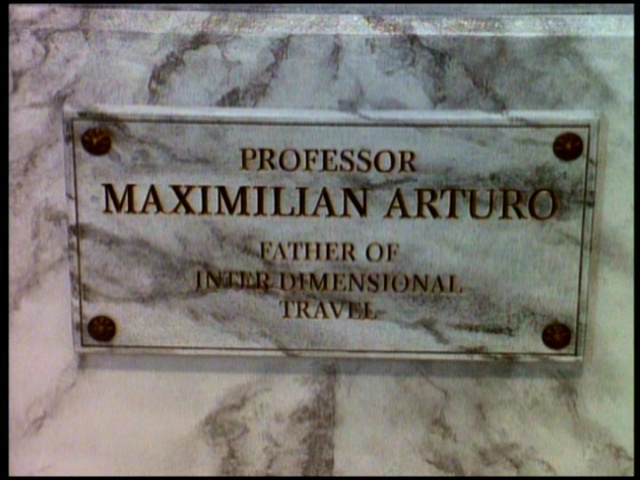 PROFESSOR
MAXIMILIAN ARTURO
FATHER OF
INTER-DIMENSIONAL
TRAVEL